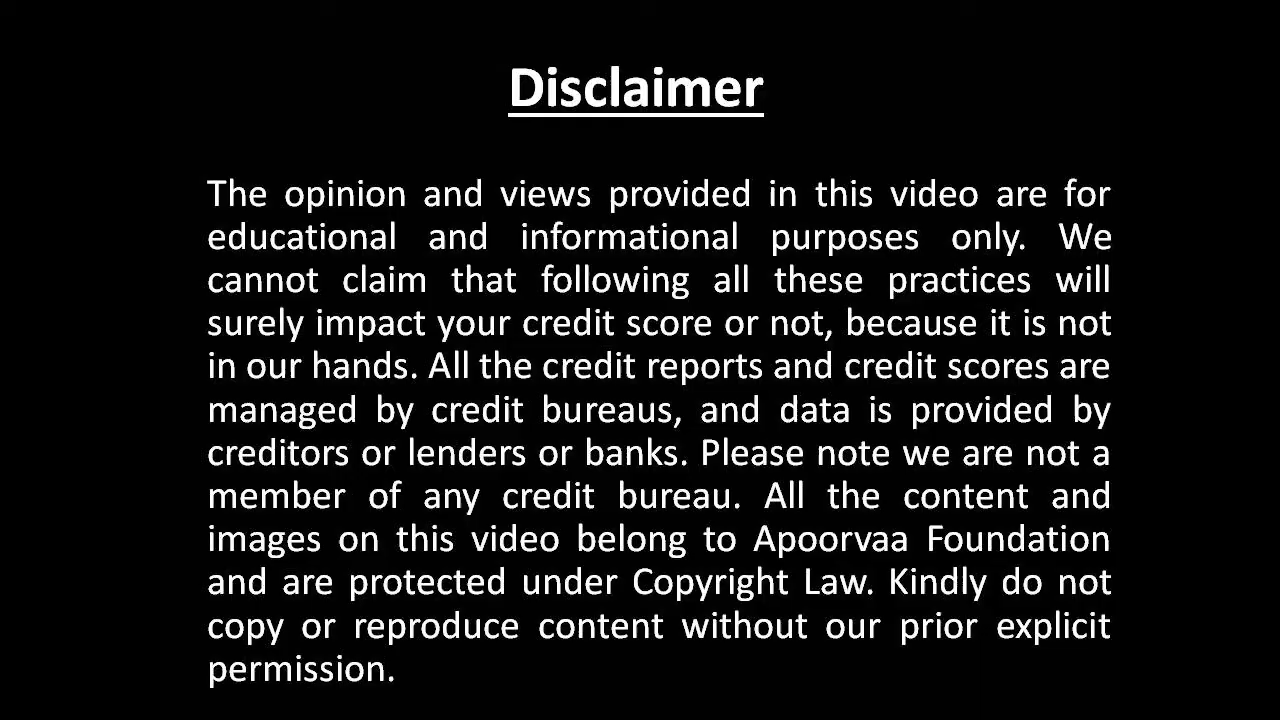 Disclaimer
The opinion and views provided in this video are for
educational and informational purposes only. We
cannot claim that following all these practices will
surely impact your credit score or not, because it is not
in our hands. All the credit reports and credit scores are
managed by credit bureaus, and data is provided by
creditors or lenders or banks. Please note we are not a
member of any credit bureau. All the content and
images on this video belong to Apoorvaa Foundation
and are protected under Copyright Law. Kindly do not
copy or reproduce content without our prior explicit
permission.